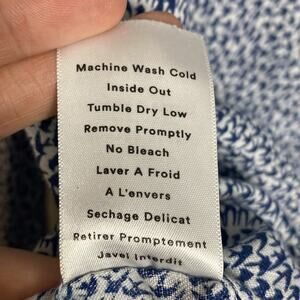 Machine Wash Cold
Inside Out
Tumble Dry Low
Remove Promptly
No Bleach
Laver A Froid
A L'envers
Sechage Delicat
Retirer Promptement
Javel Interdit